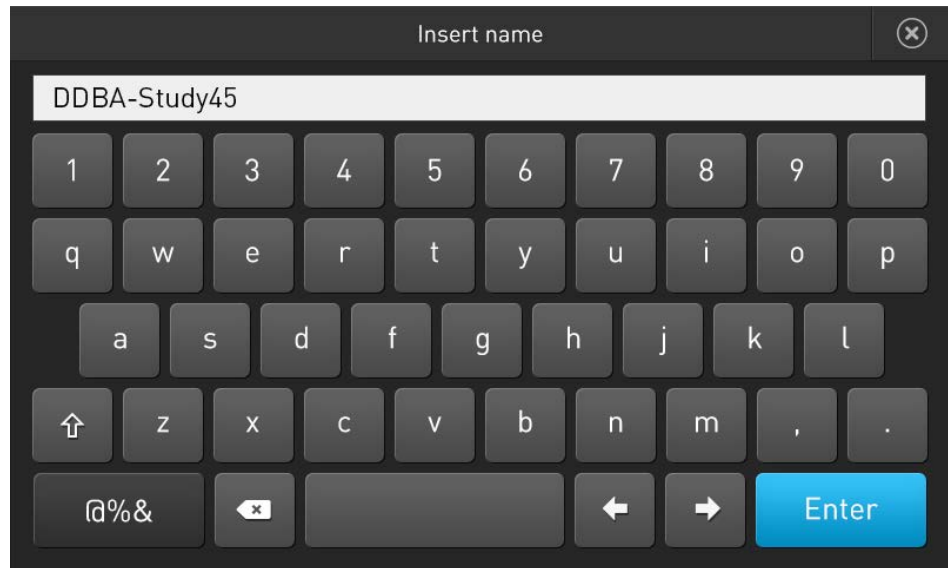 Insert name
DDBA-Study45
1 2 3 4 5 6 7 8 9 0
q w e r t y u i o p
a s d f g h j k l
z x c v b n m , .
@%& Enter